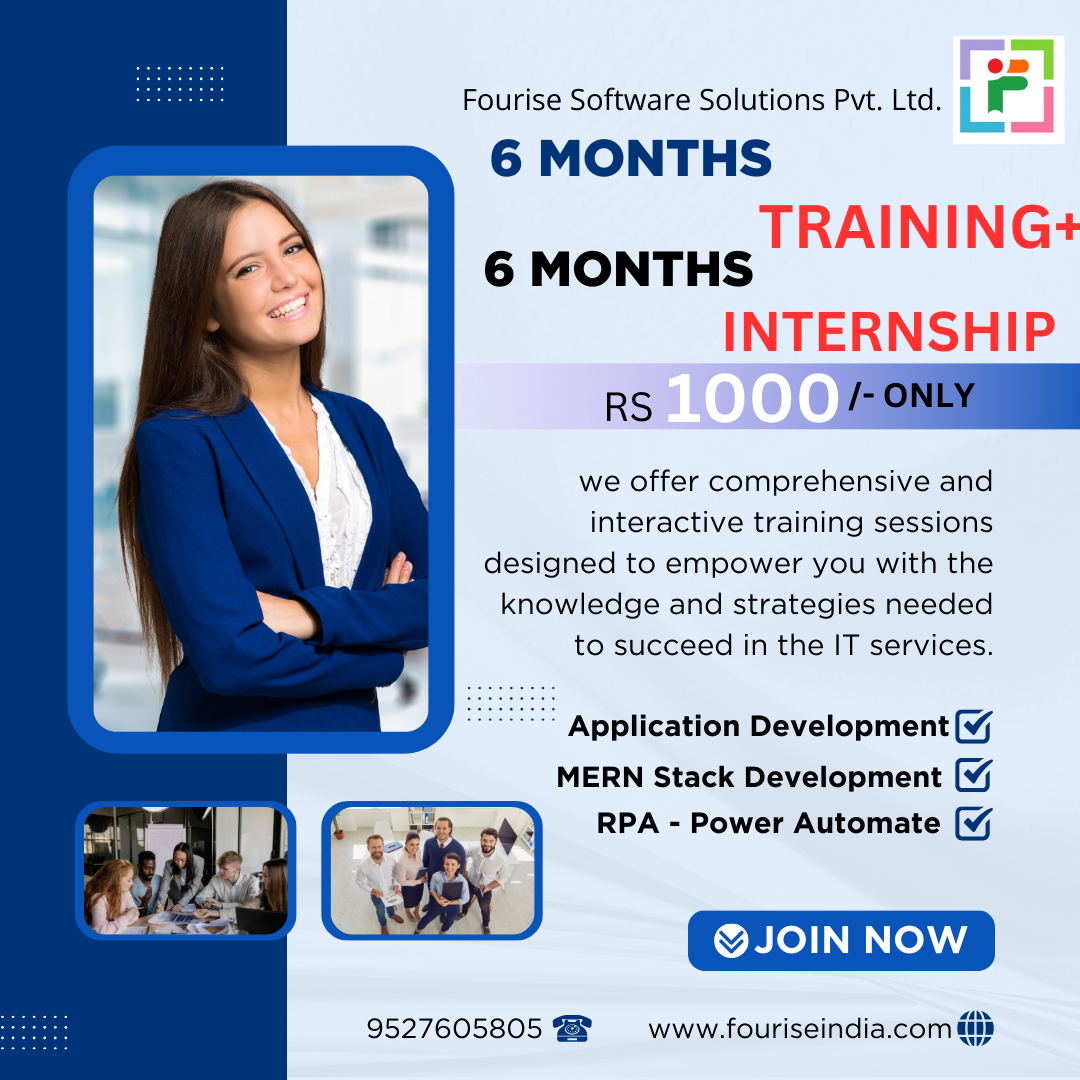 Fourise Software Solutions Pvt. Ltd.
6 MONTHS
TRAINING+
6 MONTHS
INTERNSHIP
RS 1000 /- ONLY
we offer comprehensive and
interactive training sessions
designed to empower you with the
knowledge and strategies needed
to succeed in the IT services.
Application Development
MERN Stack Development
RPA - Power Automate
JOIN NOW
9527605805
www.fouriseindia.com